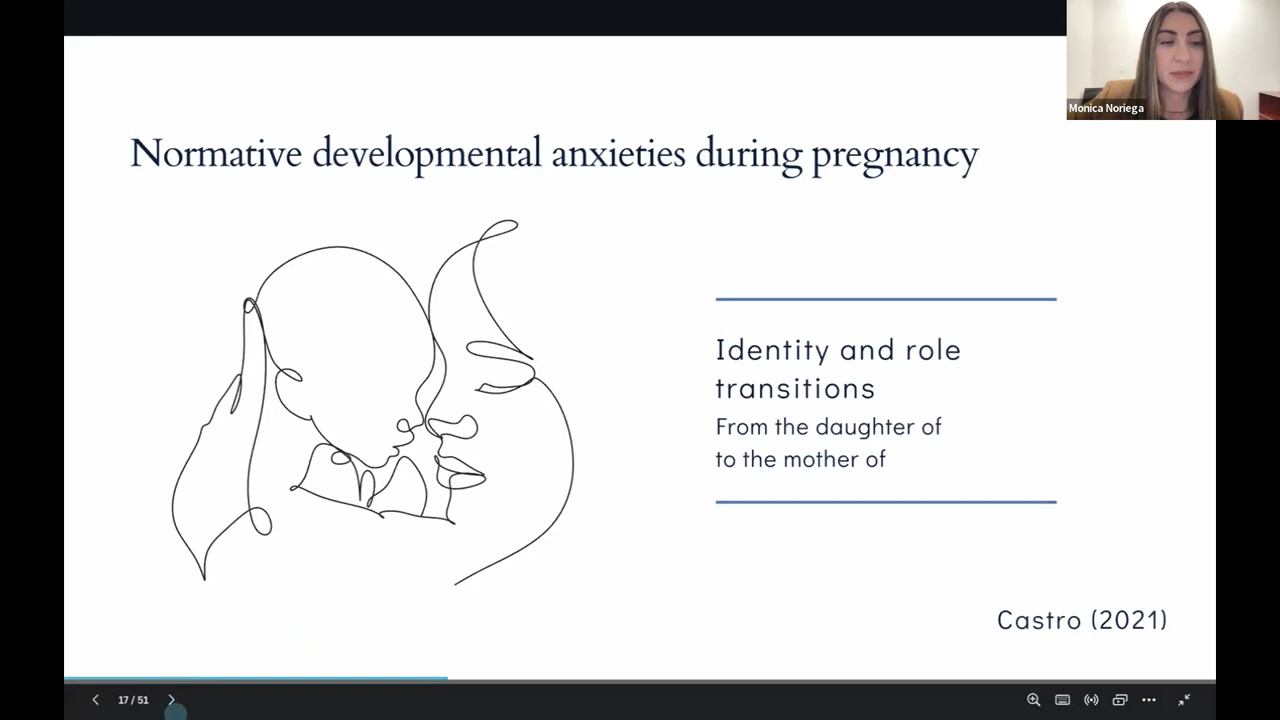 Monica Noriega
Normative developmental anxieties during pregnancy
Identity and role
transitions
From the daughter of
to the mother of
Castro (2021)
17 / 51